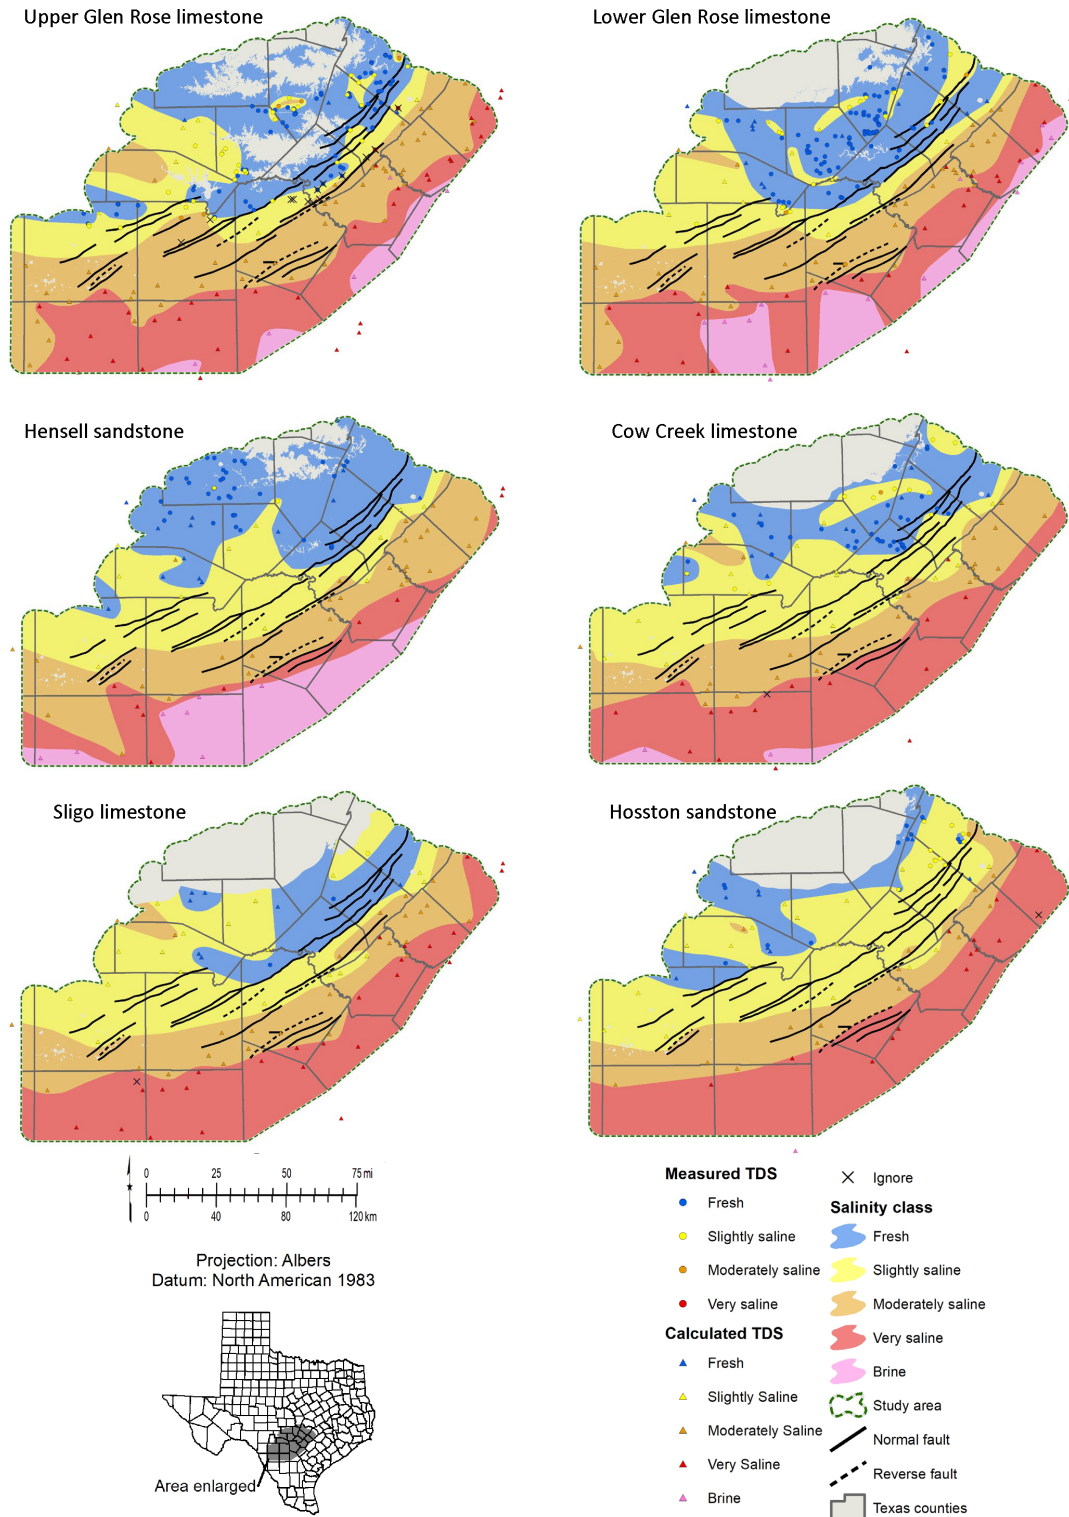 Upper Glen Rose limestone
Lower Glen Rose limestone
Hensell sandstone
Cow Creek limestone
Sligo limestone
Hosston sandstone
0 25 50 75 mi
0 40 80 120 km
Projection: Albers
Datum: North American 1983
Area enlarged
Measured TDS
Fresh
Slightly saline
Moderately saline
Very saline
Calculated TDS
Fresh
Slightly Saline
Moderately Saline
Very Saline
Brine
Ignore
Salinity class
Fresh
Slightly saline
Moderately saline
Very saline
Brine
Study area
Normal fault
Reverse fault
Texas counties